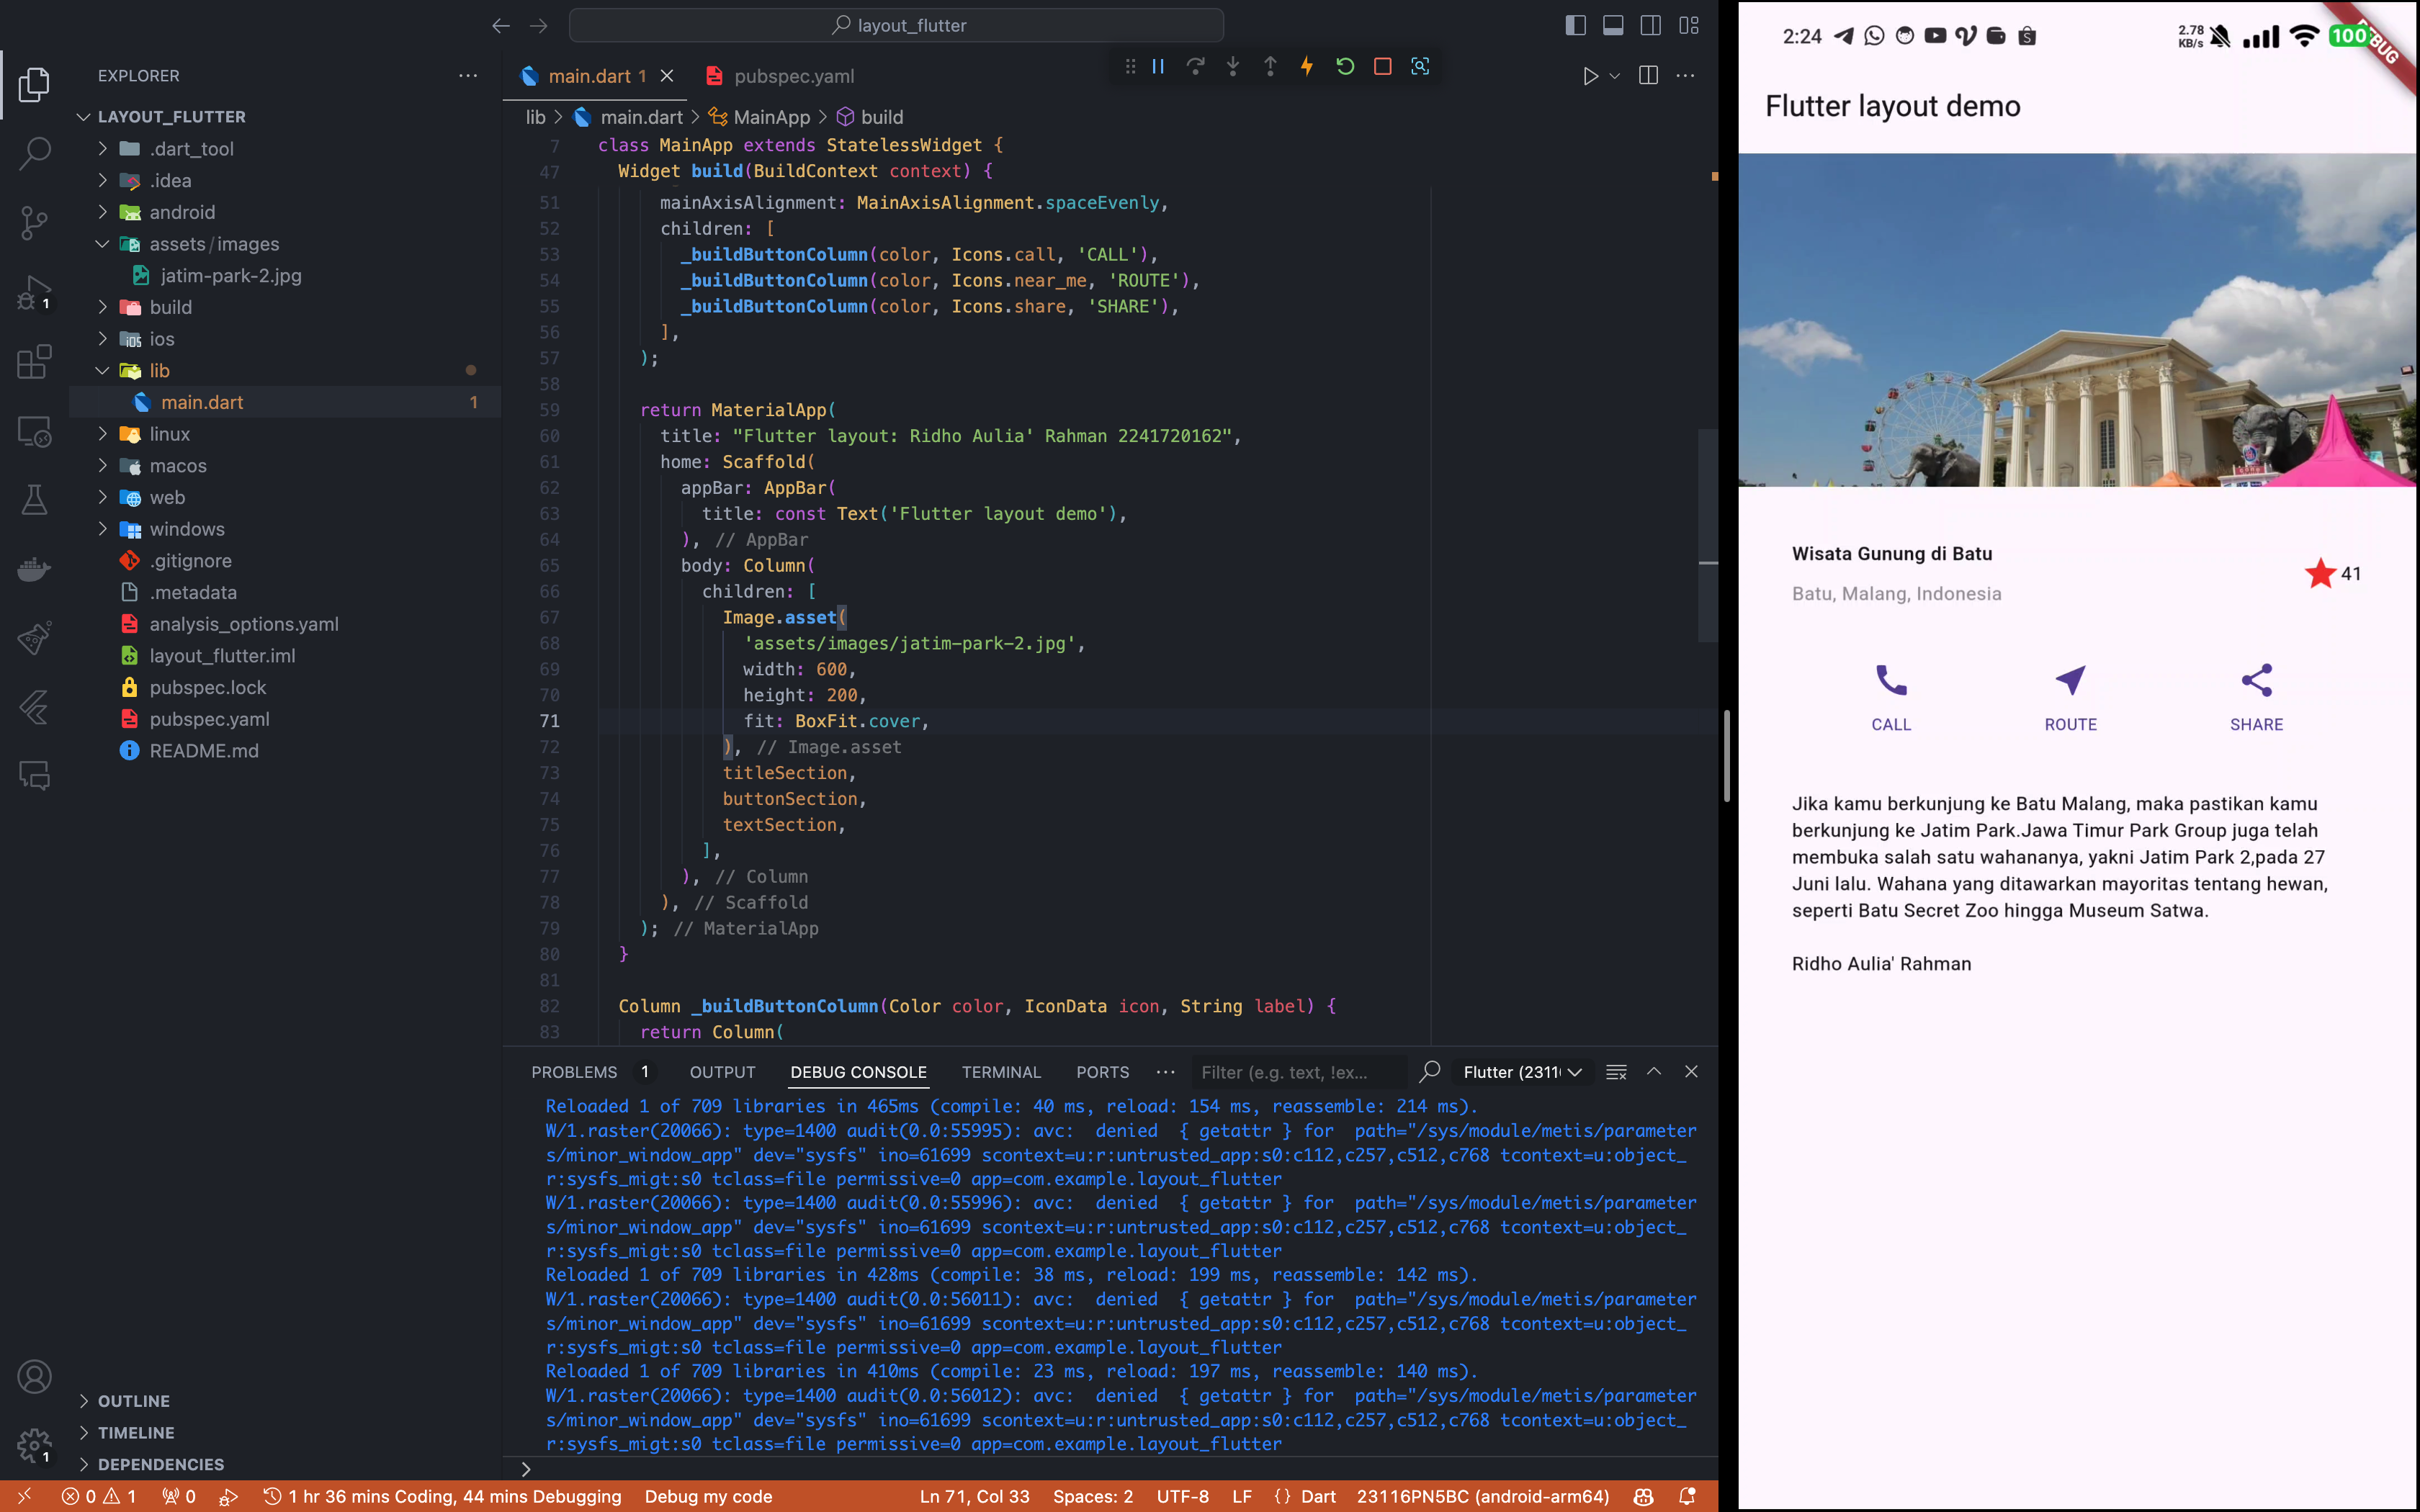 layout_flutter
EXPLORER
LAYOUT_FLUTTER
.dart_tool
.idea
android
assets/images
jatim-park-2.jpg
build
ios
lib
main.dart 1
linux
macos
web
windows
.gitignore
.metadata
analysis_options.yaml
layout_flutter.iml
pubspec.lock
pubspec.yaml
README.md
OUTLINE
TIMELINE
DEPENDENCIES
1
1
main.dart 1
pubspec.yaml
lib > main.dart > MainApp > build
7 class MainApp extends StatelessWidget {
47 Widget build(BuildContext context) {
51 mainAxisAlignment: MainAxisAlignment.spaceEvenly,
52 children: [
53 _buildButtonColumn(color, Icons.call, 'CALL'),
54 _buildButtonColumn(color, Icons.near_me, 'ROUTE'),
55 _buildButtonColumn(color, Icons.share, 'SHARE'),
56 ],
57 );
58
59 return MaterialApp(
60 title: "Flutter layout: Ridho Aulia' Rahman 2241720162",
61 home: Scaffold(
62 appBar: AppBar(
63 title: const Text('Flutter layout demo'),
64 ), // AppBar
65 body: Column(
66 children: [
67 Image.asset(
68 'assets/images/jatim-park-2.jpg',
69 width: 600,
70 height: 200,
71 fit: BoxFit.cover,
72 ), // Image.asset
73 titleSection,
74 buttonSection,
75 textSection,
76 ],
77 ), // Column
78 ), // Scaffold
79 ); // MaterialApp
80 }
81
82 Column _buildButtonColumn(Color color, IconData icon, String label) {
83 return Column(
PROBLEMS 1 OUTPUT DEBUG CONSOLE TERMINAL PORTS ··· Filter (e.g. text, !ex... Flutter (2311
Reloaded 1 of 709 libraries in 465ms (compile: 40 ms, reload: 154 ms, reassemble: 214 ms).
W/1.raster(20066): type=1400 audit(0.0:55995): avc:  denied  { getattr } for  path="/sys/module/metis/parameter
s/minor_window_app" dev="sysfs" ino=61699 scontext=u:r:untrusted_app:s0:c112,c257,c512,c768 tcontext=u:object_
r:sysfs_migt:s0 tclass=file permissive=0 app=com.example.layout_flutter
W/1.raster(20066): type=1400 audit(0.0:55996): avc:  denied  { getattr } for  path="/sys/module/metis/parameter
s/minor_window_app" dev="sysfs" ino=61699 scontext=u:r:untrusted_app:s0:c112,c257,c512,c768 tcontext=u:object_
r:sysfs_migt:s0 tclass=file permissive=0 app=com.example.layout_flutter
Reloaded 1 of 709 libraries in 428ms (compile: 38 ms, reload: 199 ms, reassemble: 142 ms).
W/1.raster(20066): type=1400 audit(0.0:56011): avc:  denied  { getattr } for  path="/sys/module/metis/parameter
s/minor_window_app" dev="sysfs" ino=61699 scontext=u:r:untrusted_app:s0:c112,c257,c512,c768 tcontext=u:object_
r:sysfs_migt:s0 tclass=file permissive=0 app=com.example.layout_flutter
Reloaded 1 of 709 libraries in 410ms (compile: 23 ms, reload: 197 ms, reassemble: 140 ms).
W/1.raster(20066): type=1400 audit(0.0:56012): avc:  denied  { getattr } for  path="/sys/module/metis/parameter
s/minor_window_app" dev="sysfs" ino=61699 scontext=u:r:untrusted_app:s0:c112,c257,c512,c768 tcontext=u:object_
r:sysfs_migt:s0 tclass=file permissive=0 app=com.example.layout_flutter
0 1 0 1 hr 36 mins Coding, 44 mins Debugging Debug my code Ln 71, Col 33 Spaces: 2 UTF-8 LF {} Dart 23116PN5BC (android-arm64)
2:24 2.78 KB/s 100
BUG
Flutter layout demo
Wisata Gunung di Batu
Batu, Malang, Indonesia
41
CALL ROUTE SHARE
Jika kamu berkunjung ke Batu Malang, maka pastikan kamu
berkunjung ke Jatim Park.Jawa Timur Park Group juga telah
membuka salah satu wahananya, yakni Jatim Park 2,pada 27
Juni lalu. Wahana yang ditawarkan mayoritas tentang hewan,
seperti Batu Secret Zoo hingga Museum Satwa.
Ridho Aulia' Rahman